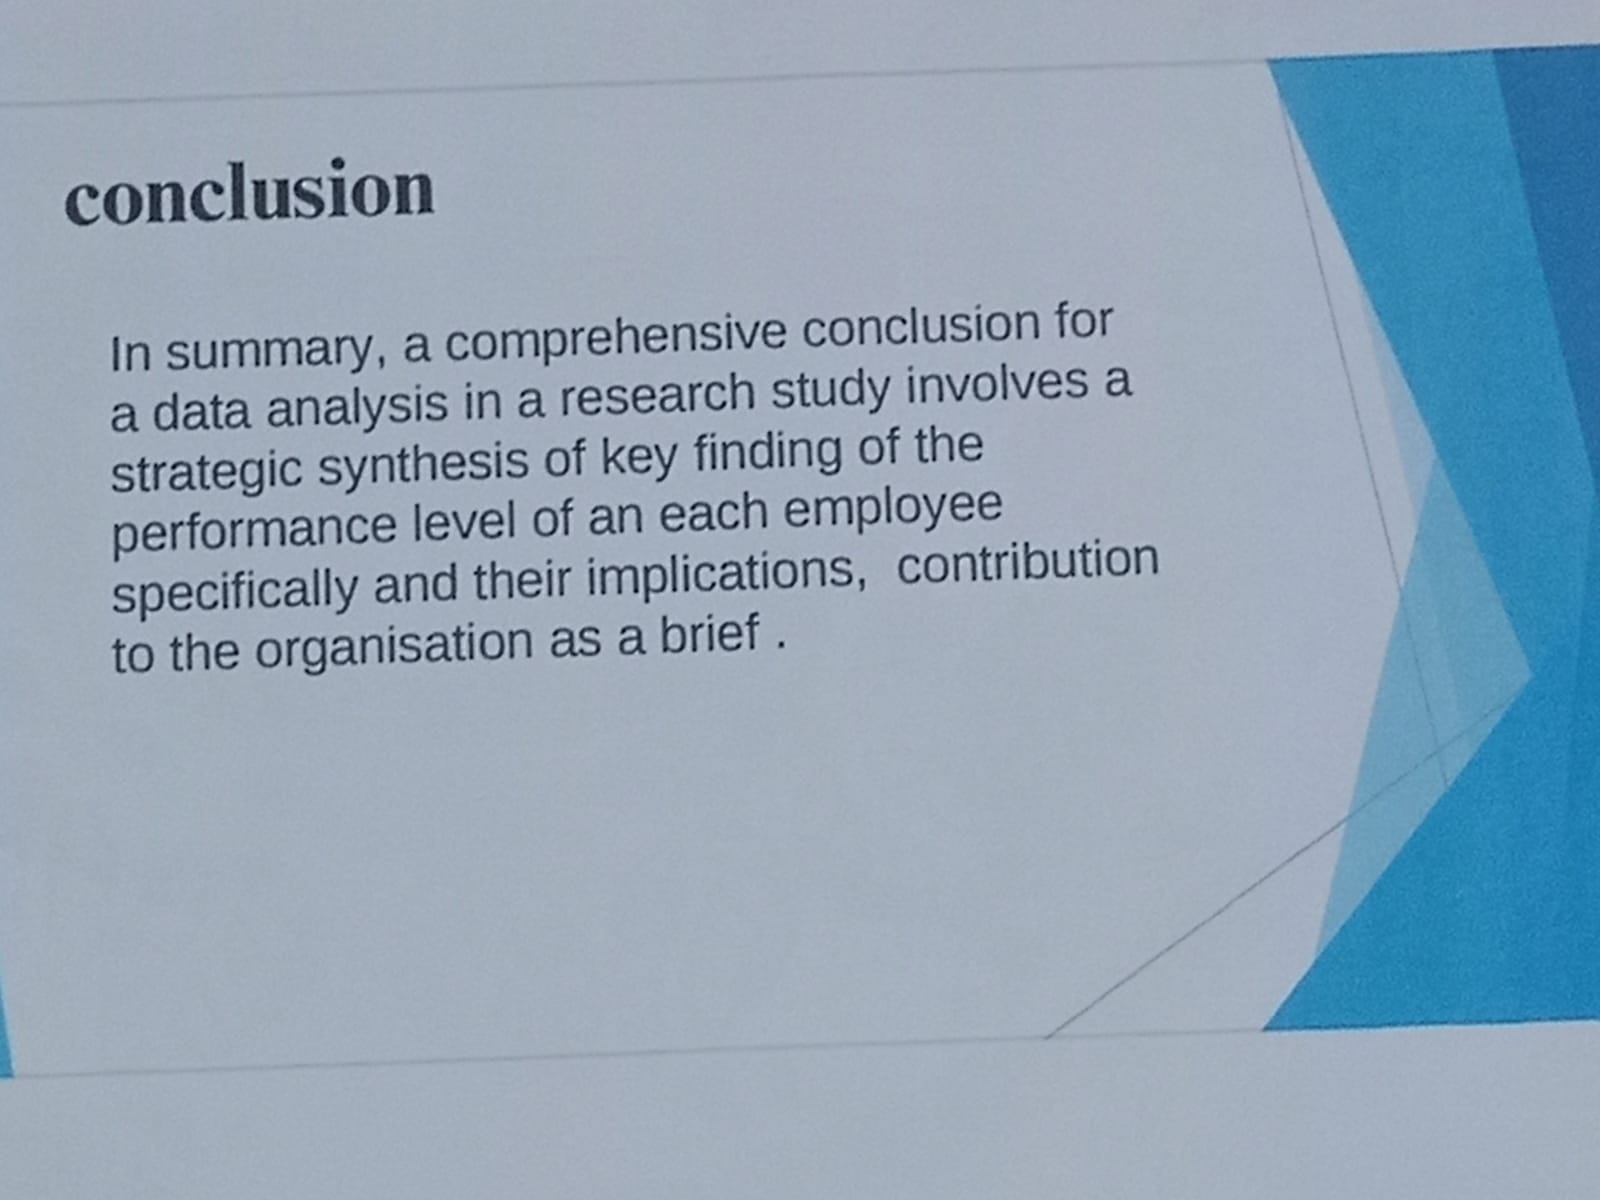 conclusion
In summary, a comprehensive conclusion for
a data analysis in a research study involves a
strategic synthesis of key finding of the
performance level of an each employee
specifically and their implications,  contribution
to the organisation as a brief .